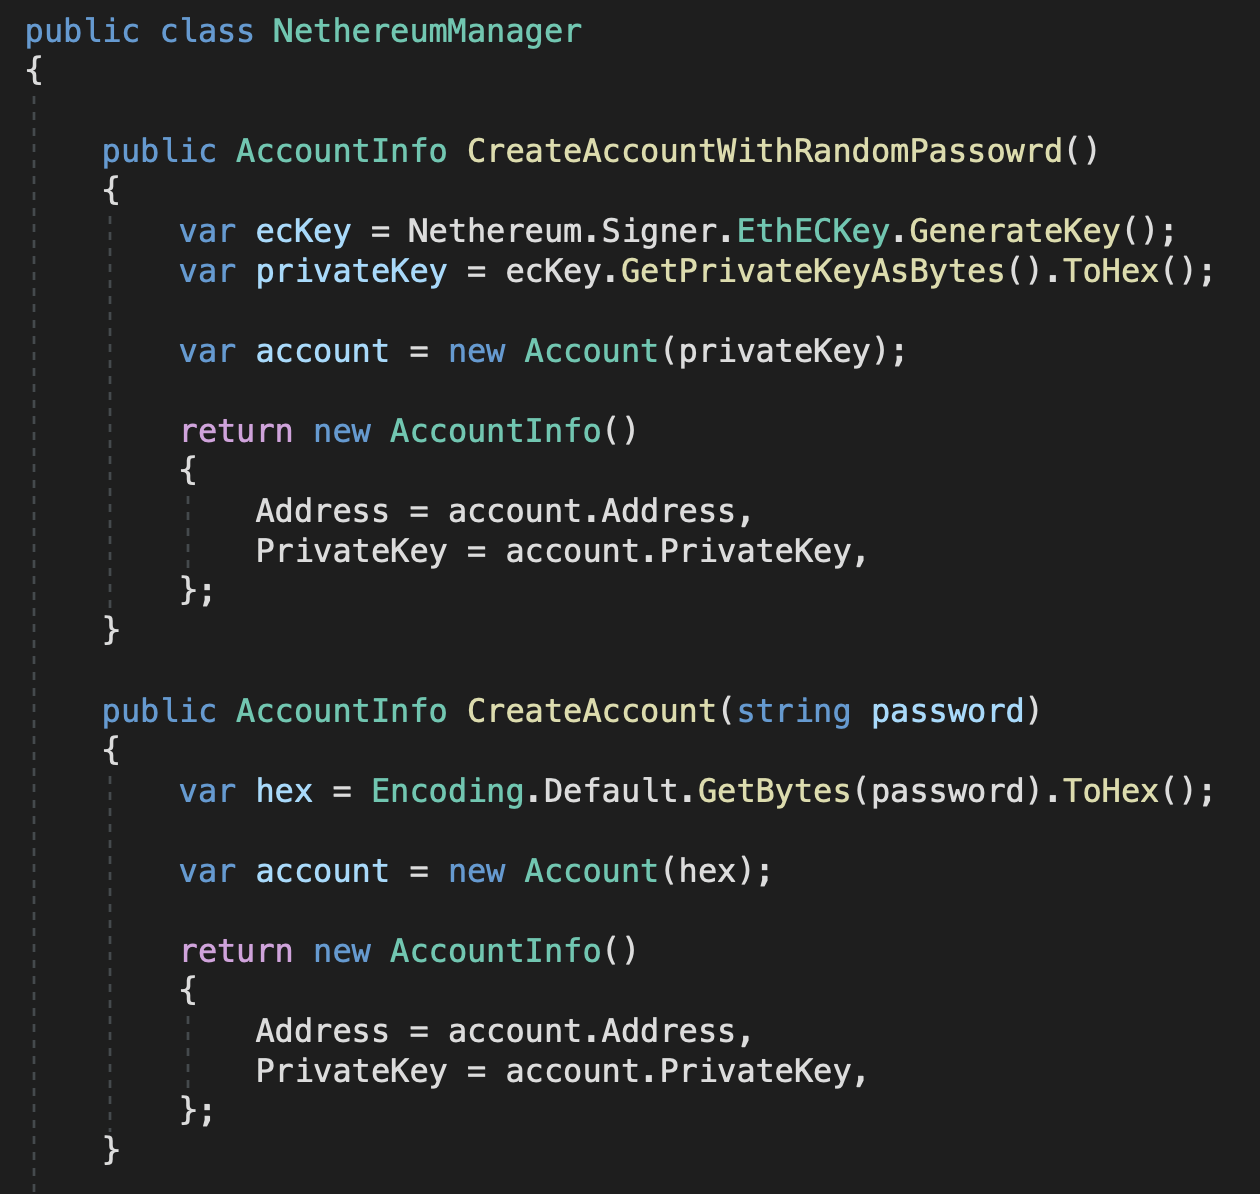 public class NethereumManager
{
public AccountInfo CreateAccountWithRandomPassowrd()
{
var ecKey = Nethereum.Signer.EthECKey.GenerateKey();
var privateKey = ecKey.GetPrivateKeyAsBytes().ToHex();
var account = new Account(privateKey);
return new AccountInfo()
{
Address = account.Address,
PrivateKey = account.PrivateKey,
};
}
public AccountInfo CreateAccount(string password)
{
var hex = Encoding.Default.GetBytes(password).ToHex();
var account = new Account(hex);
return new AccountInfo()
{
Address = account.Address,
PrivateKey = account.PrivateKey,
};
}